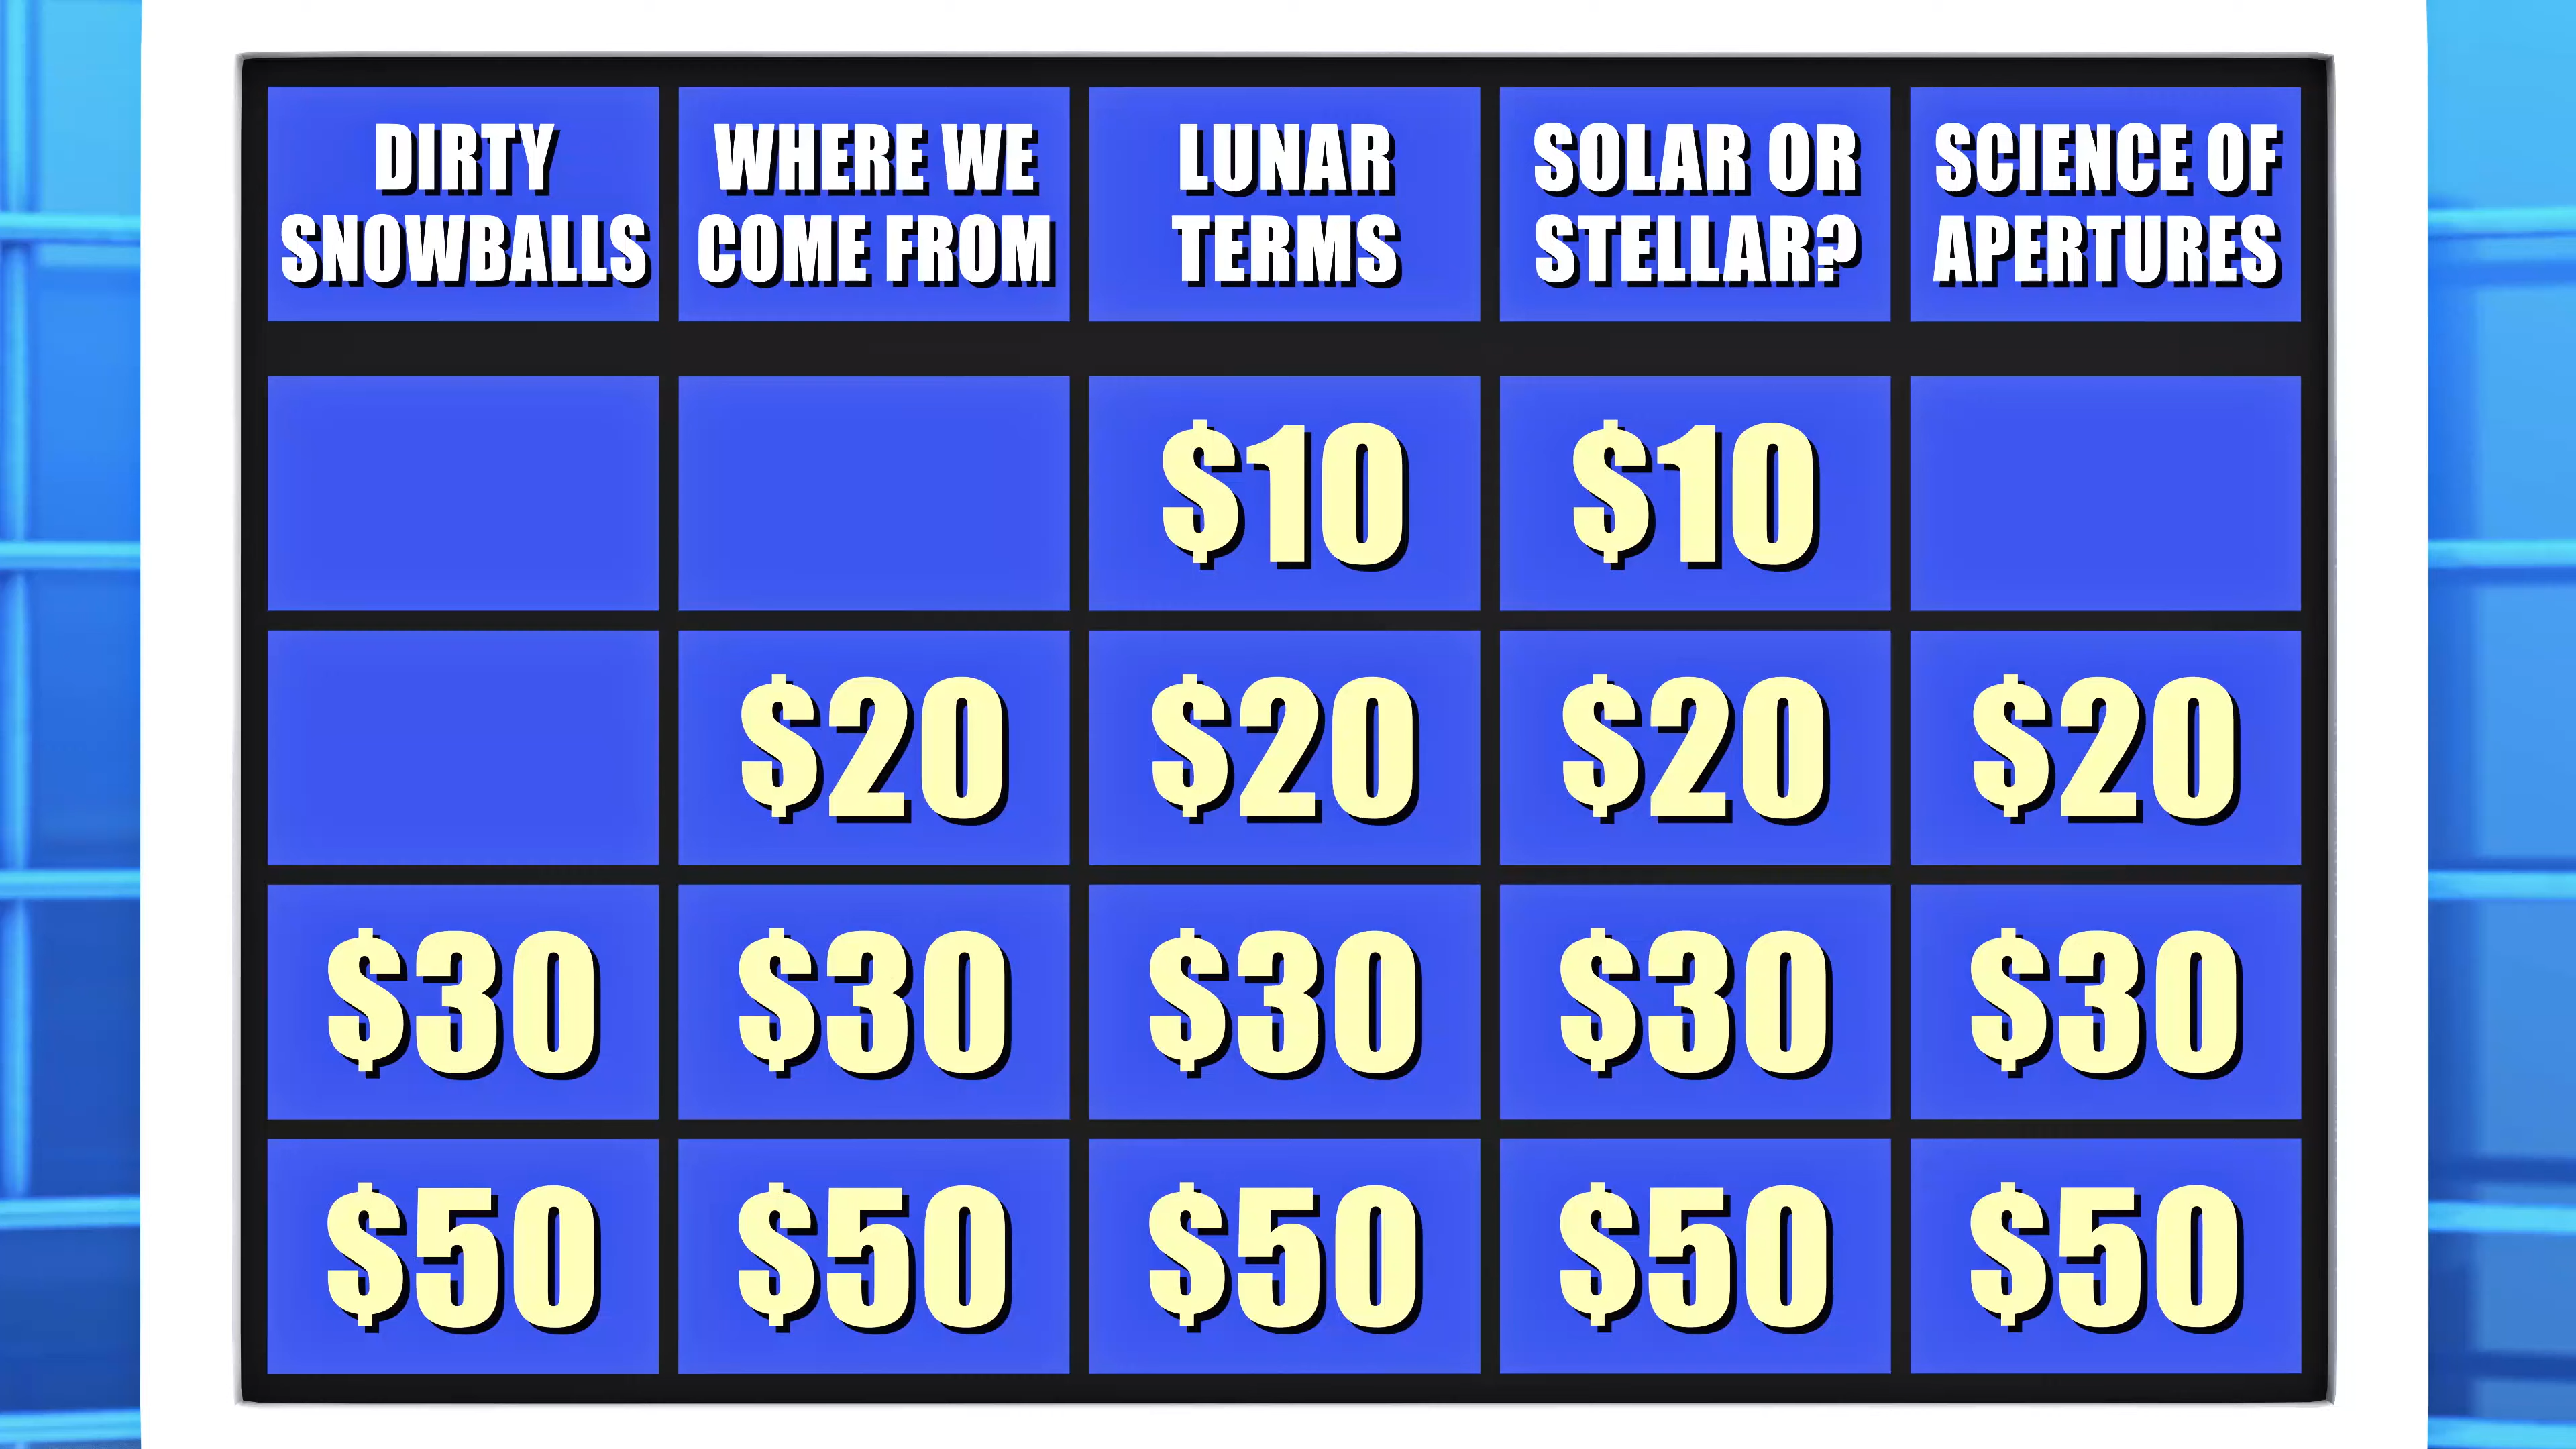 DIRTY
SNOWBALLS
WHERE WE
COME FROM
LUNAR
TERMS
SOLAR OR
STELLAR?
SCIENCE OF
APERTURES
$10 $10
$20 $20 $20 $20
$30 $30 $30 $30 $30
$50 $50 $50 $50 $50